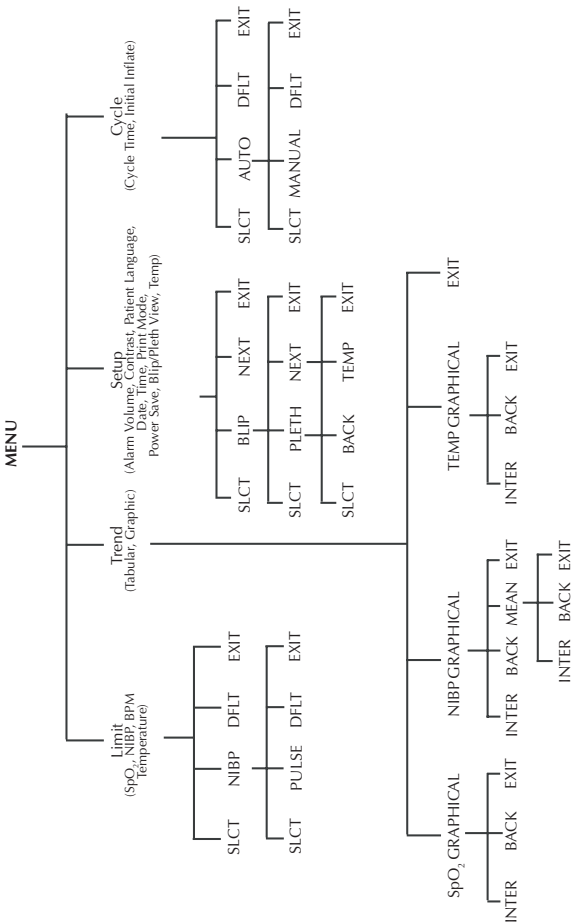 MENU
Limit
(SpO₂, NIBP, BPM
Temperature)
SLCT NIBP DFLT EXIT
SLCT PULSE DFLT EXIT
Trend
(Tabular, Graphic)
Setup
(Alarm Volume, Contrast, Patient Language,
Date, Time, Print Mode,
Power Save, Blip/Pleth View, Temp)
SLCT BLIP NEXT EXIT
SLCT PLETH NEXT EXIT
SLCT BACK TEMP EXIT
Cycle
(Cycle Time, Initial Inflate)
SLCT AUTO DFLT EXIT
SLCT MANUAL DFLT EXIT
SpO₂ GRAPHICAL
INTER BACK EXIT
NIBP GRAPHICAL
INTER BACK MEAN EXIT
INTER BACK EXIT
TEMP GRAPHICAL
INTER BACK EXIT
EXIT